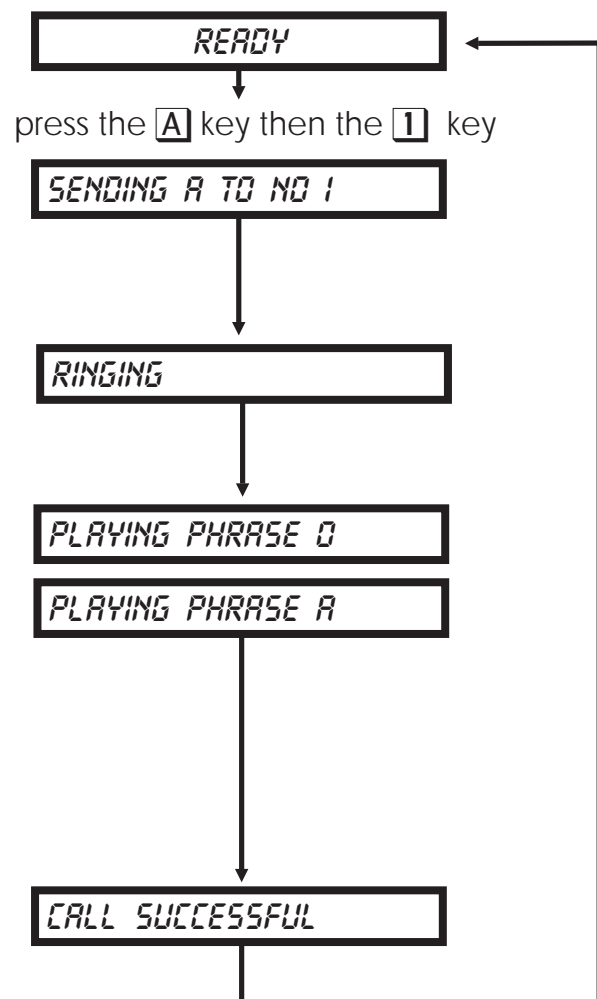 READY
press the A key then the 1 key
SENDING A TO NO 1
RINGING
PLAYING PHRASE 0
PLAYING PHRASE A
CALL SUCCESSFUL